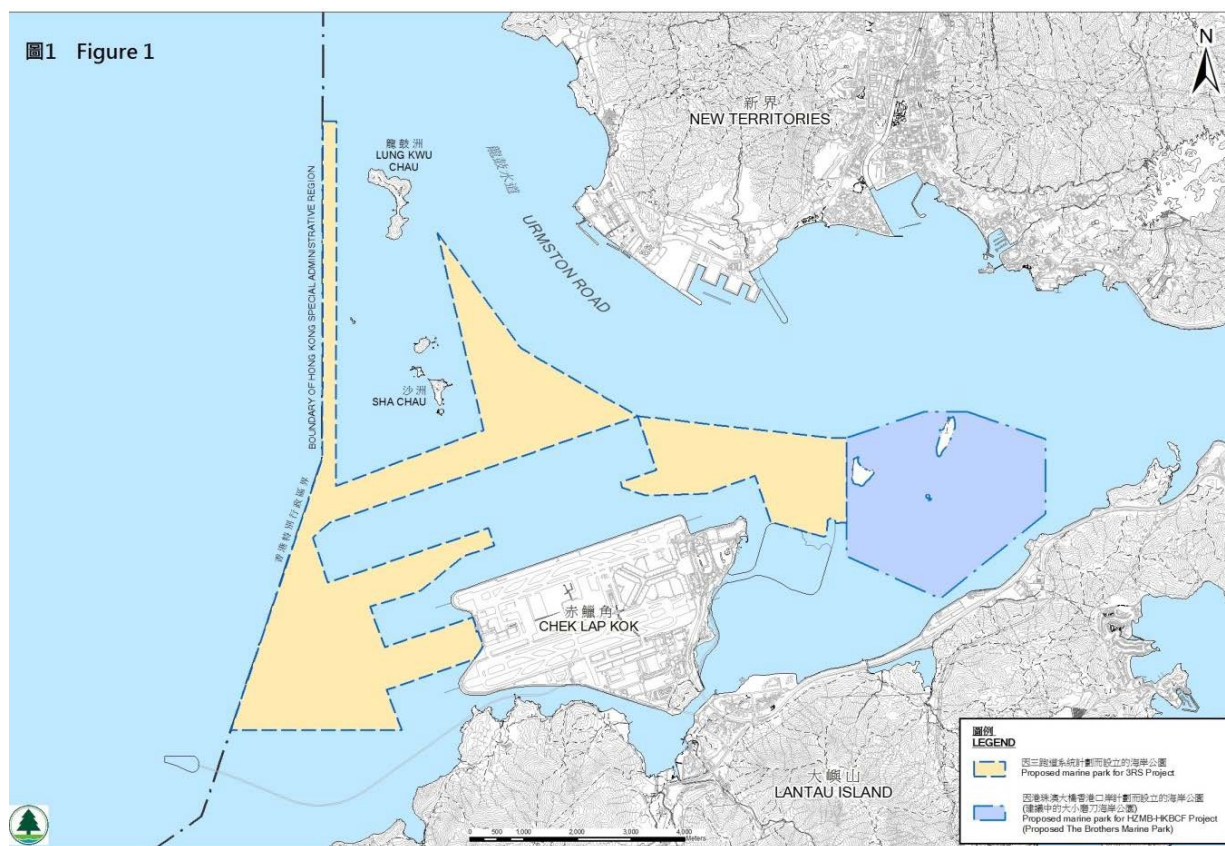 圖1 Figure 1
N
新界
NEW TERRITORIES
龍鼓洲
LUNG KWU
CHAU
龍鼓水道
URMSTON ROAD
BOUNDARY OF HONG KONG SPECIAL ADMINISTRATIVE REGION
沙洲
SHA CHAU
香港特別行政區界
赤鱲角
CHEK LAP KOK
大嶼山
LANTAU ISLAND
圖例
LEGEND
因三跑道系統計劃而設立的海岸公園
Proposed marine park for 3RS Project
因港珠澳大橋香港口岸計劃而設立的海岸公園
(建議中的大小磨刀海岸公園)
Proposed marine park for HZMB-HKBCF Project
(Proposed The Brothers Marine Park)
0 500 1,000 2,000 3,000 4,000
Meters